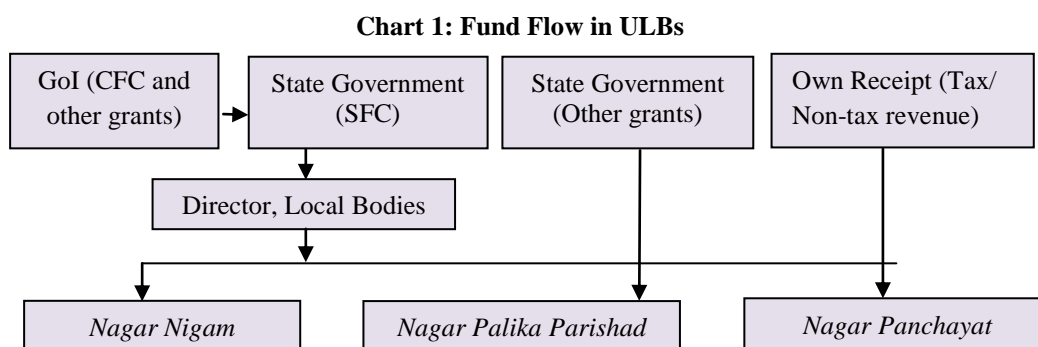 Chart 1: Fund Flow in ULBs
GoI (CFC and
other grants)
State Government
(SFC)
State Government
(Other grants)
Own Receipt (Tax/
Non-tax revenue)
Director, Local Bodies
Nagar Nigam
Nagar Palika Parishad
Nagar Panchayat